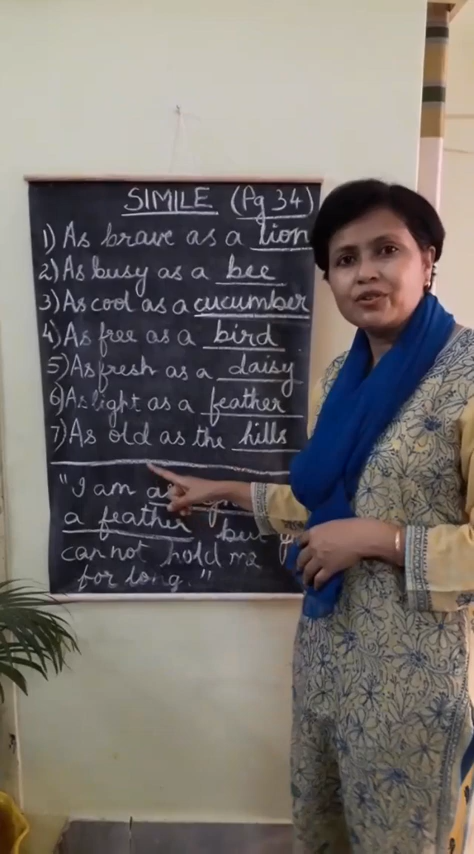 SIMILE (Pg 34)
1) As brave as a lion
2) As busy as a bee
3) As cool as a cucumber
4) As free as a bird
5) As fresh as a daisy
6) As light as a feather
7) As old as the hills
"I am as
a feather but
cannot hold me
for long."